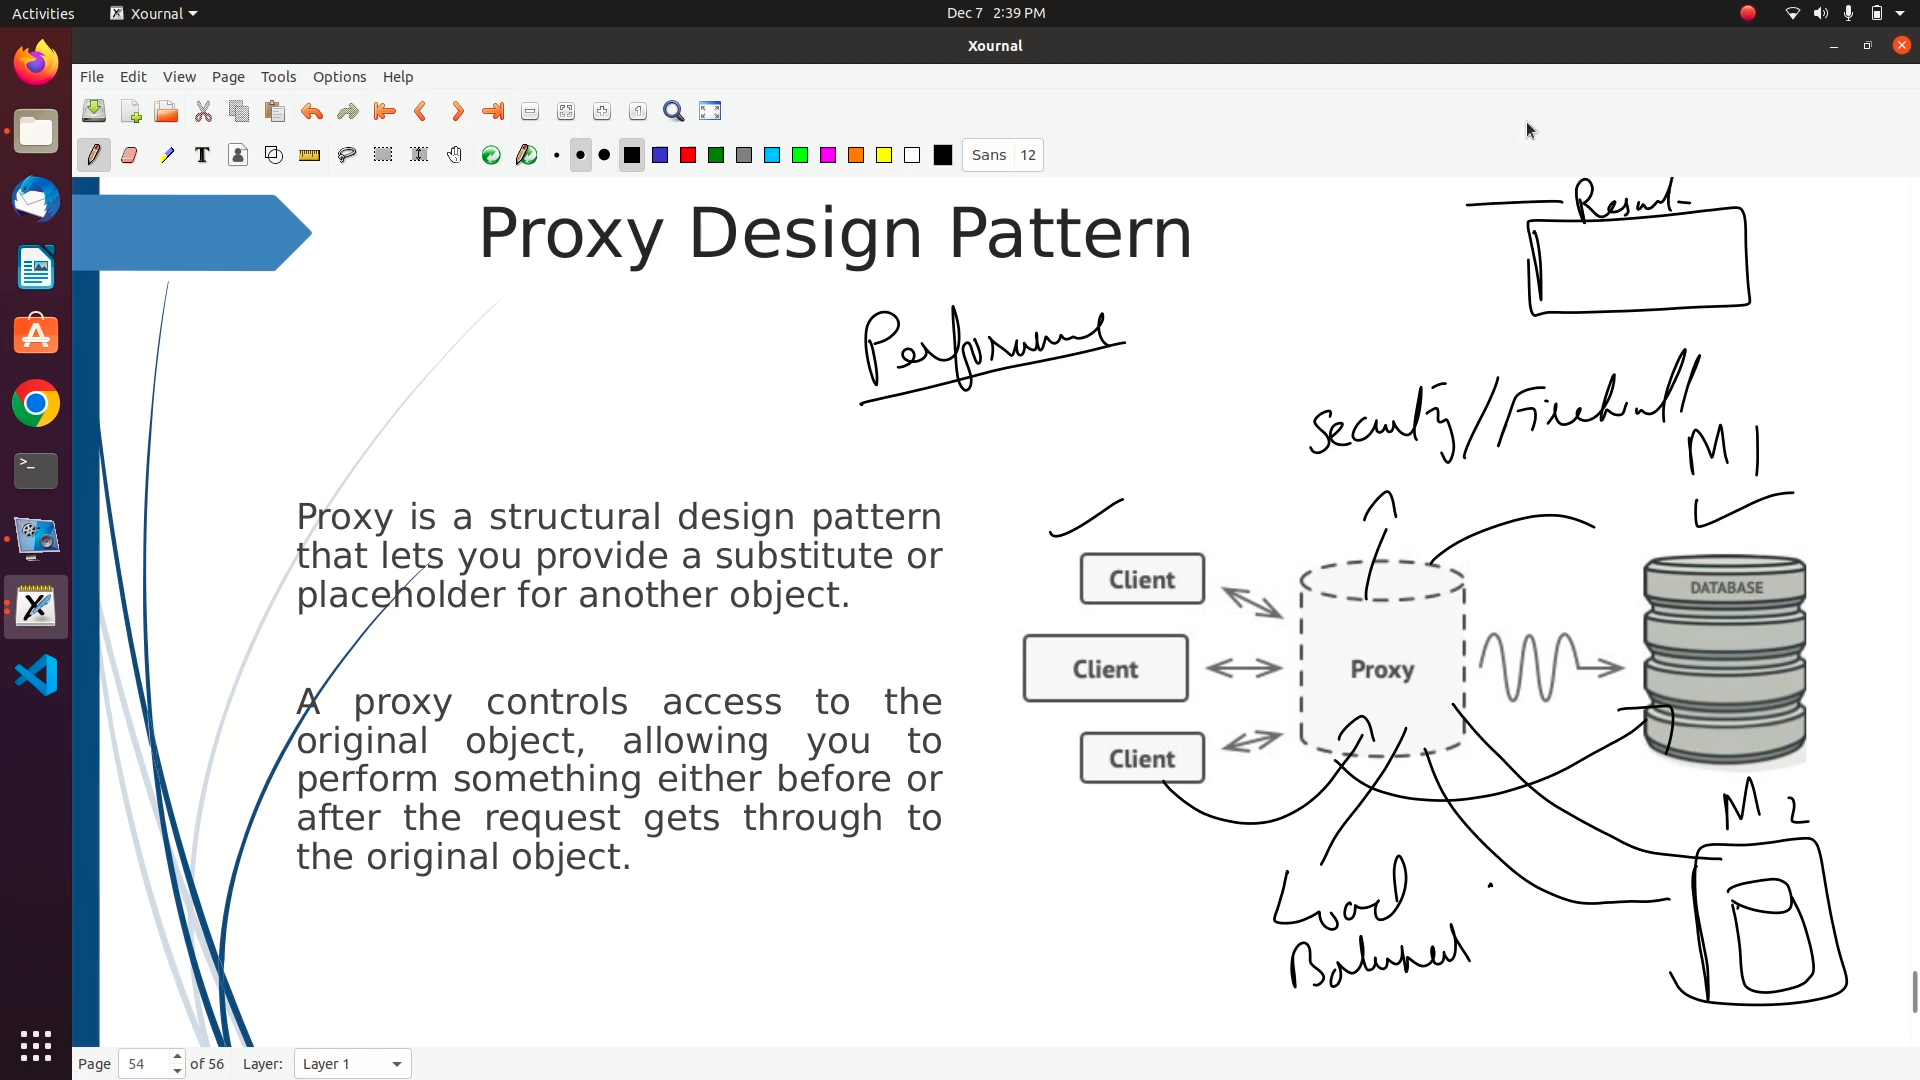 Activities
Xournal
Dec 7 2:39 PM
Xournal
File Edit View Page Tools Options Help
Sans 12
Proxy Design Pattern
Performance
Security/Firewall
M1
Proxy is a structural design pattern
that lets you provide a substitute or
placeholder for another object.
A proxy controls access to the
original object, allowing you to
perform something either before or
after the request gets through to
the original object.
Client
Client
Client
Proxy
DATABASE
M2
Load
Page 54 of 56 Layer: Layer 1